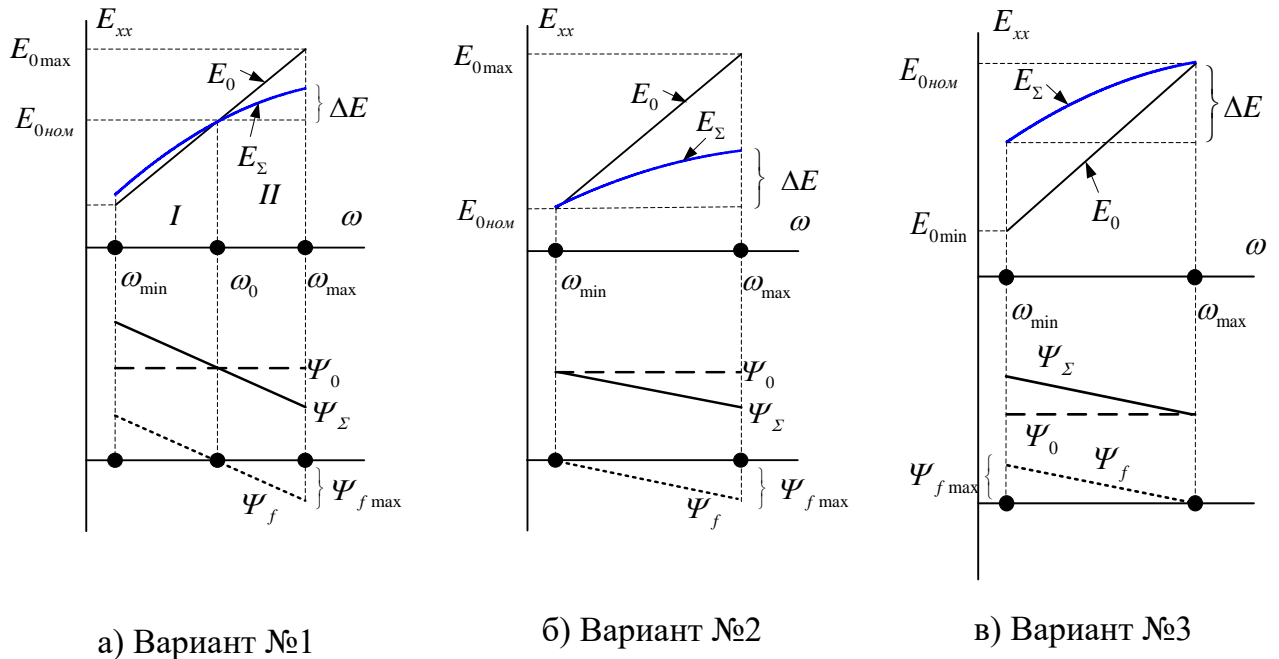 E_xx
E_0max
E_0
ΔE
E_0ном
E_Σ
I
II
ω
ω_min
ω_0
ω_max
Ψ_0
Ψ_Σ
Ψ_f
Ψ_f max
а) Вариант №1
E_xx
E_0max
E_0
E_Σ
ΔE
E_0ном
ω
ω_min
ω_max
Ψ_0
Ψ_Σ
Ψ_f
Ψ_f max
б) Вариант №2
E_xx
E_0ном
E_Σ
ΔE
E_0min
E_0
ω
ω_min
ω_max
Ψ_Σ
Ψ_0
Ψ_f
Ψ_f max
в) Вариант №3